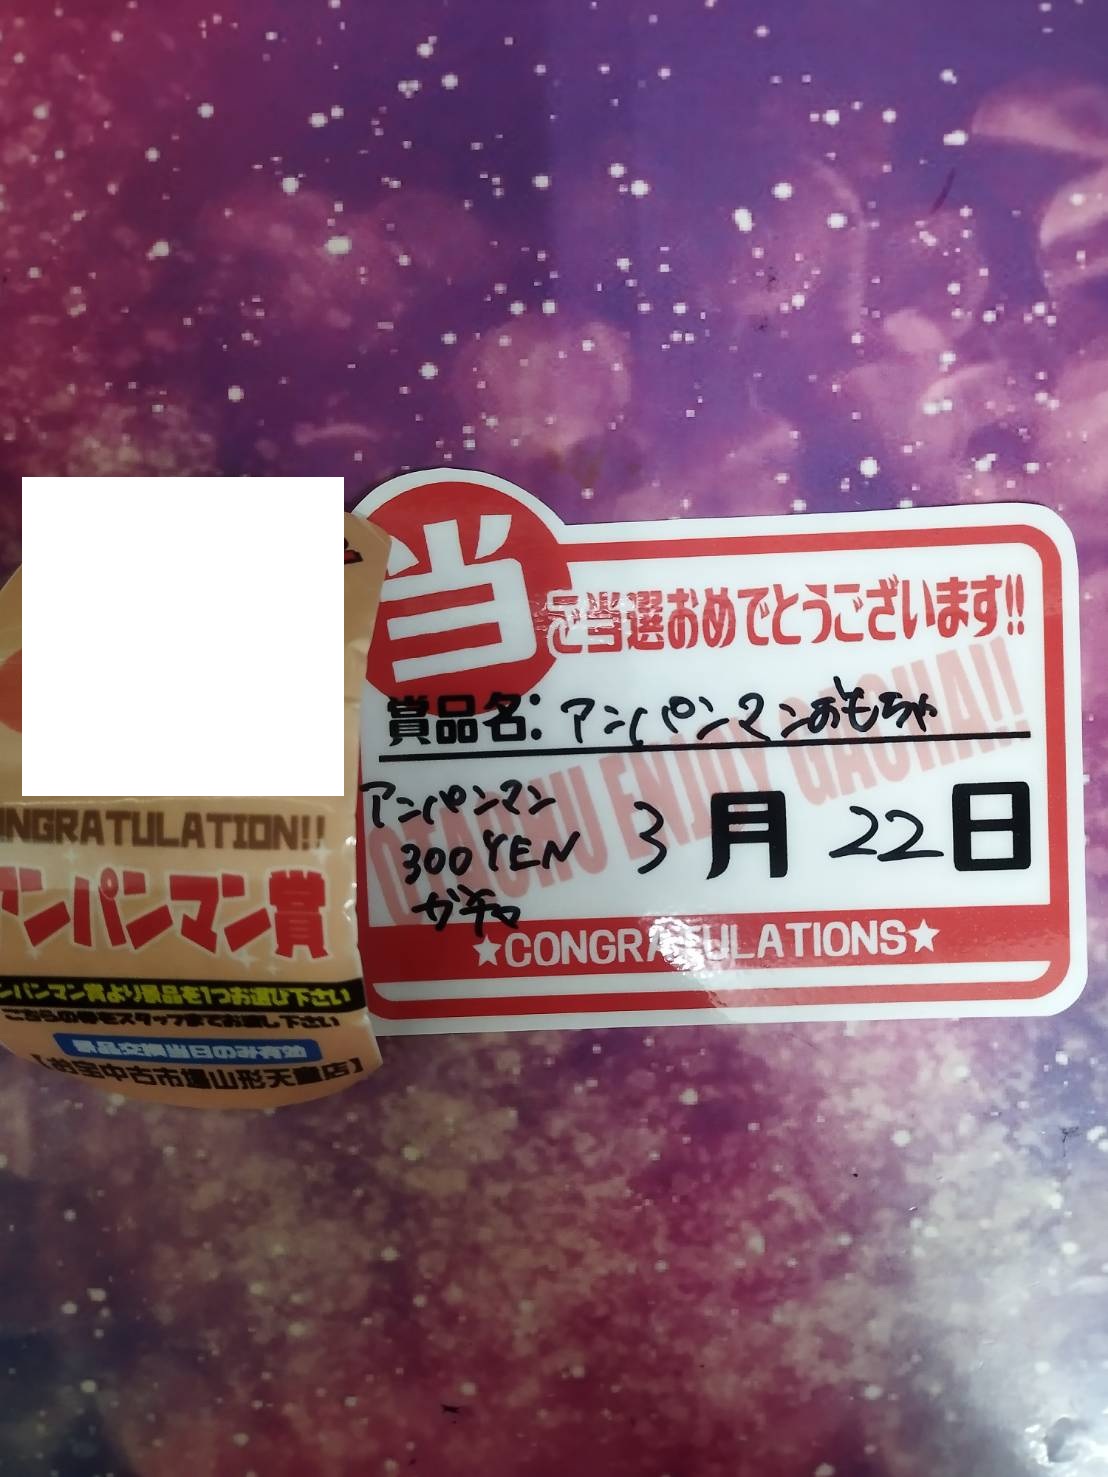 当
ご当選おめでとうございます!!
賞品名:アンパンマンおもちゃ
アンパンマン
300YEN
ガチャ
3月22日
OTACHU ENJOY GACHA!!
★CONGRATULATIONS★
ONGRATULATION!!
アンパンマン賞
ンパンマン賞より景品を1つお選び下さい
こちらの券をスタッフまでお渡し下さい
景品交換当日のみ有効
【お宝中古市場山形天童店】